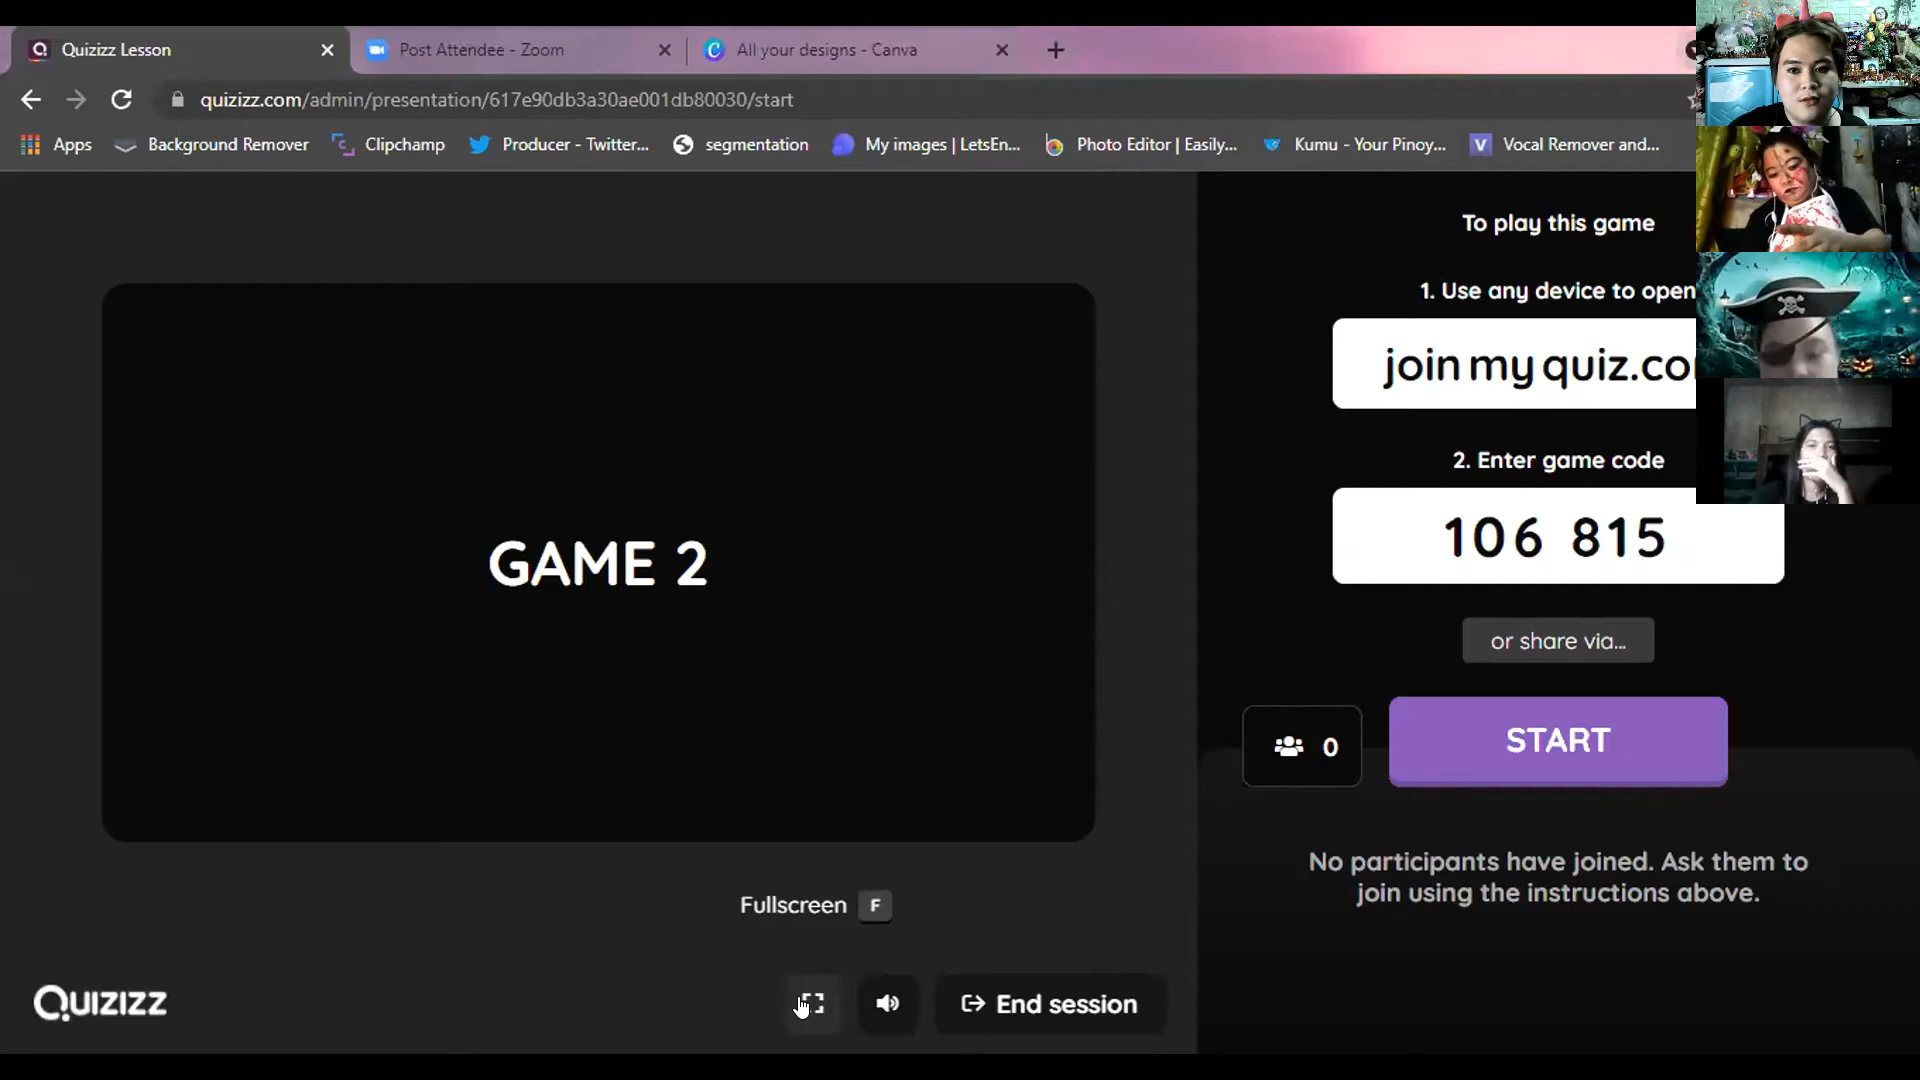 Quizizz Lesson
Post Attendee - Zoom
All your designs - Canva
quizizz.com/admin/presentation/617e90db3a30ae001db80030/start
Apps
Background Remover
Clipchamp
Producer - Twitter...
segmentation
My images | LetsEn...
Photo Editor | Easily...
Kumu - Your Pinoy...
V Vocal Remover and...
GAME 2
Fullscreen F
QUIZIZZ
End session
To play this game
1. Use any device to open
joinmyquiz.co
2. Enter game code
106 815
or share via...
0
START
No participants have joined. Ask them to
join using the instructions above.